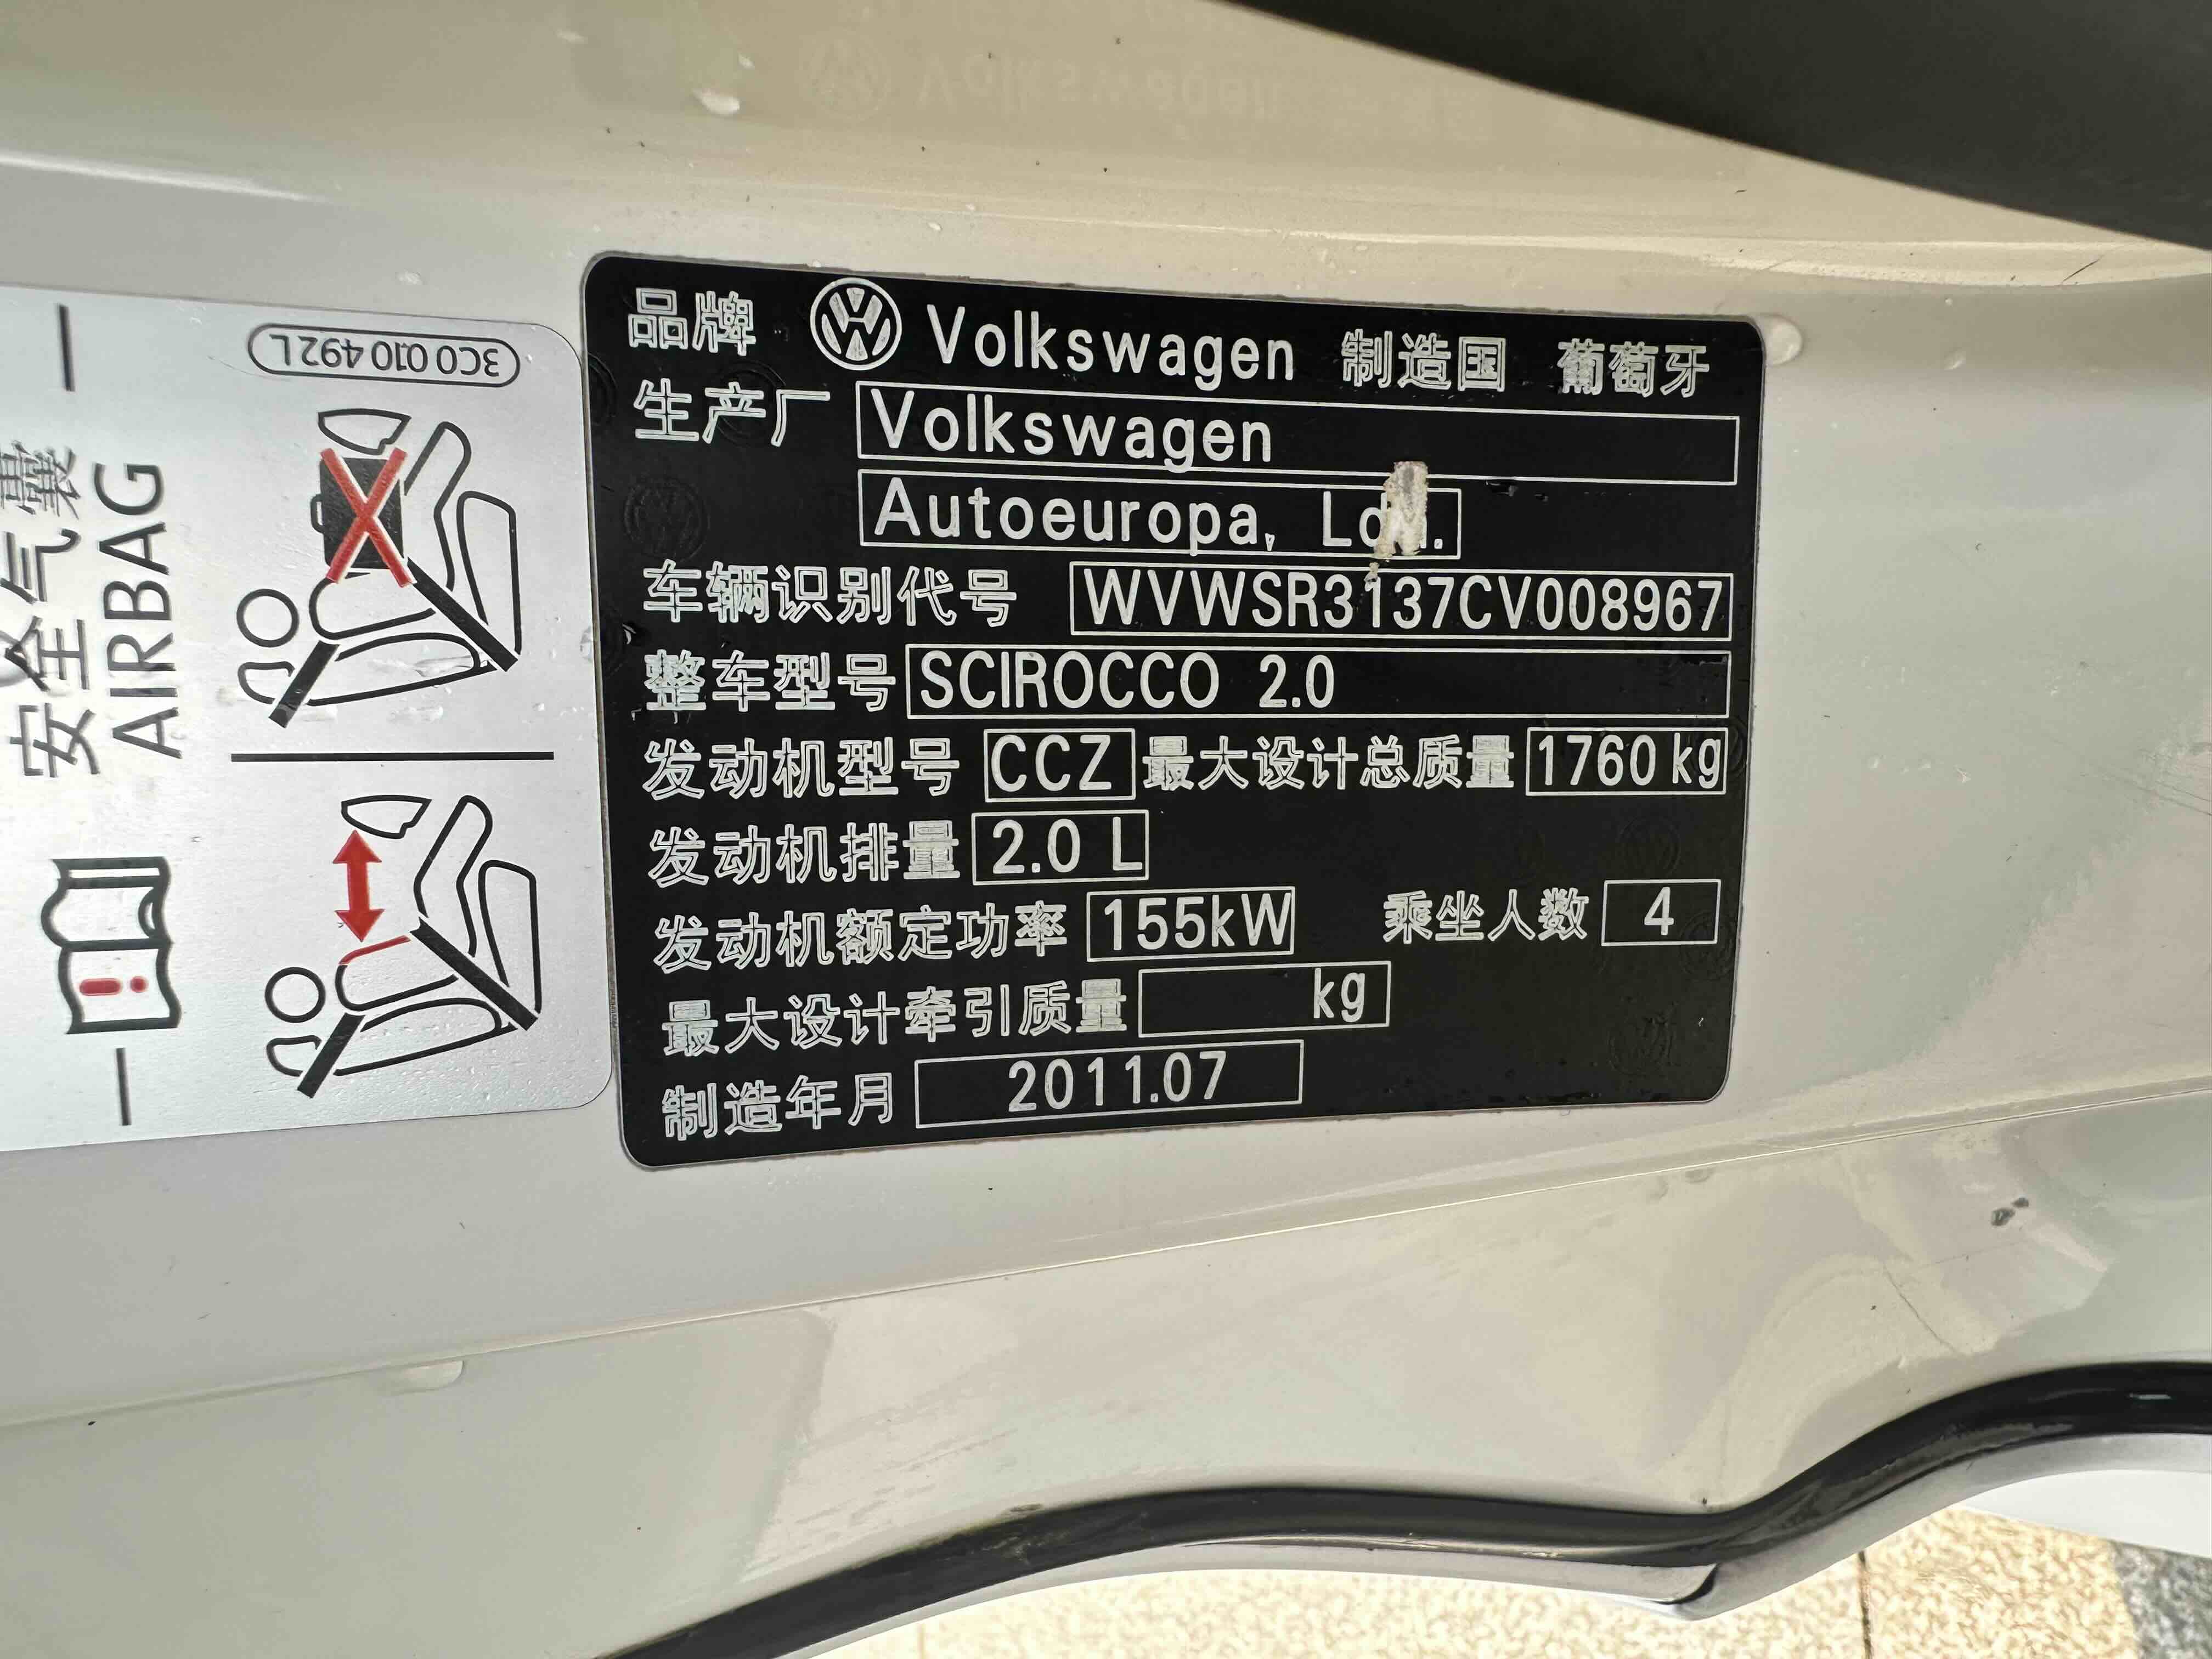 3C0 010 492 L
安全气囊
AIRBAG
品牌 Volkswagen 制造国 葡萄牙
生产厂 Volkswagen
Autoeuropa, Lda.
车辆识别代号 WVWSR3137CV008967
整车型号 SCIROCCO 2.0
发动机型号 CCZ 最大设计总质量 1760 kg
发动机排量 2.0 L
发动机额定功率 155kW 乘坐人数 4
最大设计牵引质量 kg
制造年月 2011.07